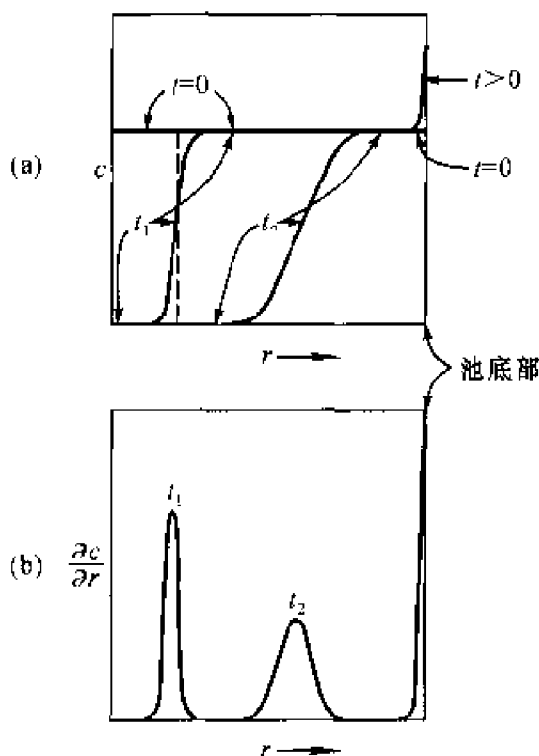 t=0
t>0
(a)
c
t=0
t₁
t₂
r
池底部
t₁
(b)
∂c/∂r
t₂
r